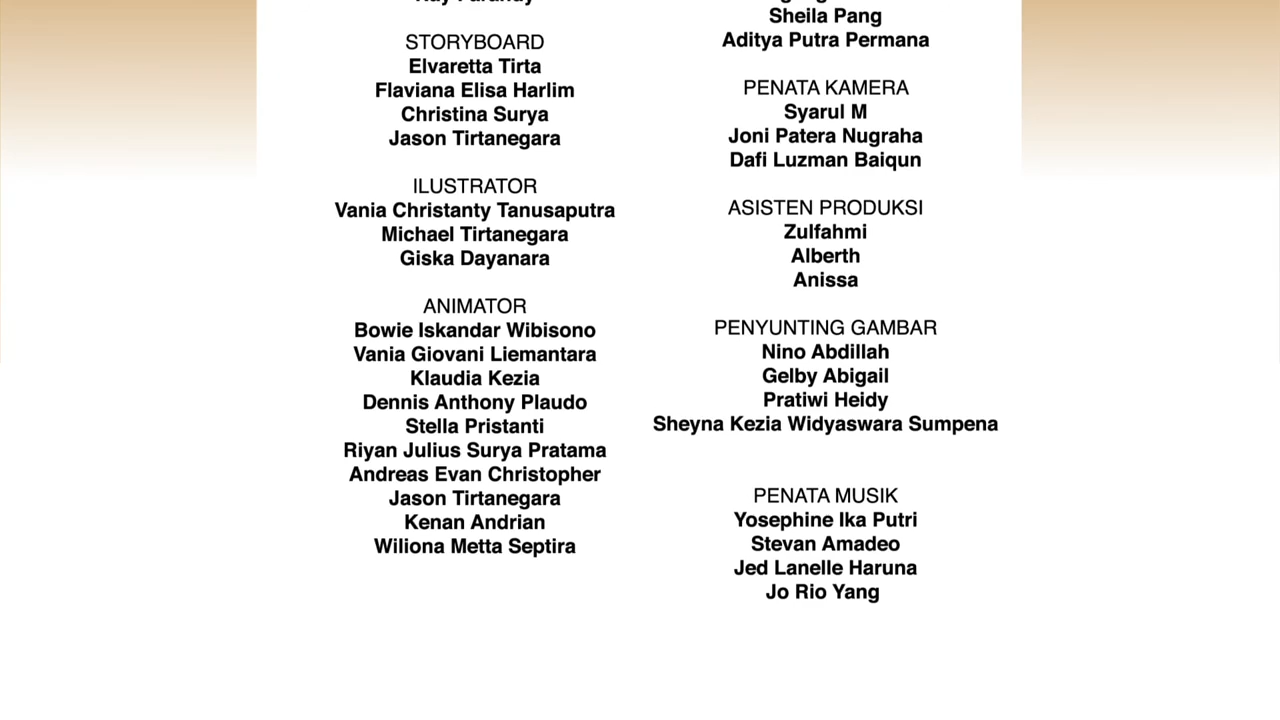 STORYBOARD
Elvaretta Tirta
Flaviana Elisa Harlim
Christina Surya
Jason Tirtanegara
ILUSTRATOR
Vania Christanty Tanusaputra
Michael Tirtanegara
Giska Dayanara
ANIMATOR
Bowie Iskandar Wibisono
Vania Giovani Liemantara
Klaudia Kezia
Dennis Anthony Plaudo
Stella Pristanti
Riyan Julius Surya Pratama
Andreas Evan Christopher
Jason Tirtanegara
Kenan Andrian
Wiliona Metta Septira
Sheila Pang
Aditya Putra Permana
PENATA KAMERA
Syarul M
Joni Patera Nugraha
Dafi Luzman Baiqun
ASISTEN PRODUKSI
Zulfahmi
Alberth
Anissa
PENYUNTING GAMBAR
Nino Abdillah
Gelby Abigail
Pratiwi Heidy
Sheyna Kezia Widyaswara Sumpena
PENATA MUSIK
Yosephine Ika Putri
Stevan Amadeo
Jed Lanelle Haruna
Jo Rio Yang